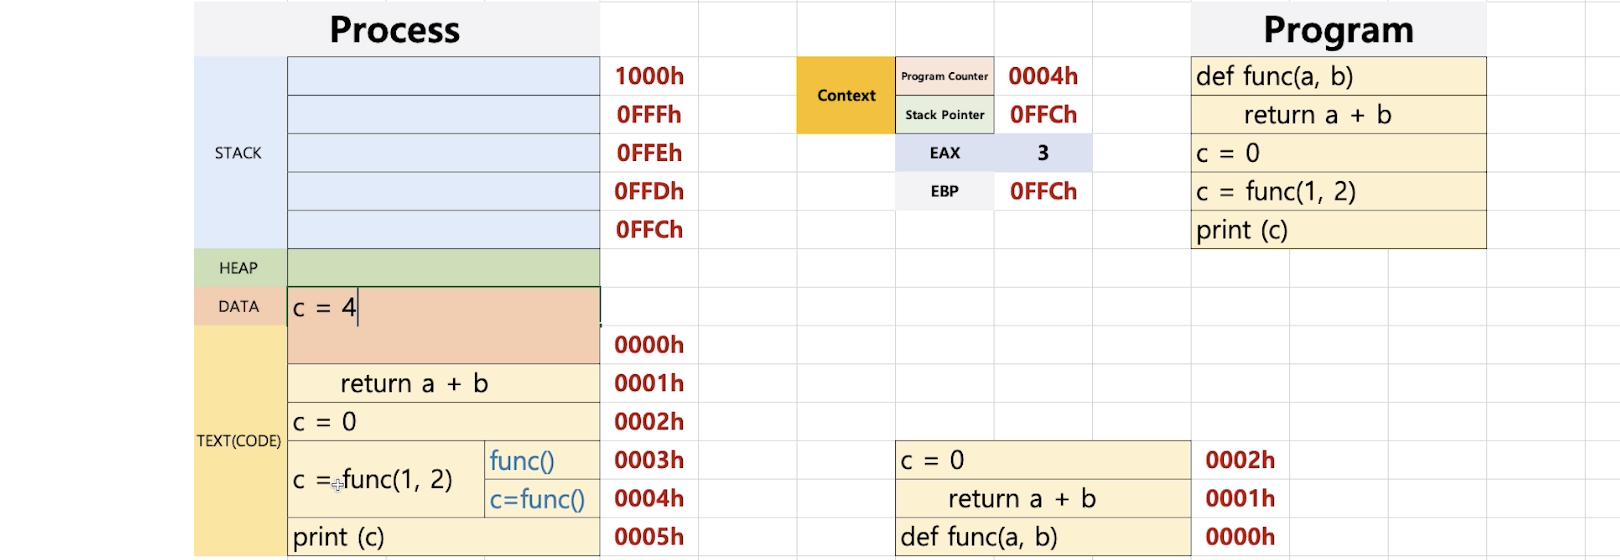 Process
Program
1000h
Context
Program Counter
0004h
def func(a, b)
0FFFh
Stack Pointer
0FFCh
return a + b
STACK
0FFEh
EAX
3
c = 0
0FFDh
EBP
0FFCh
c = func(1, 2)
0FFCh
print (c)
HEAP
DATA
c = 4
0000h
return a + b
0001h
c = 0
0002h
TEXT(CODE)
c = func(1, 2)
func()
0003h
c = 0
0002h
c=func()
0004h
return a + b
0001h
print (c)
0005h
def func(a, b)
0000h